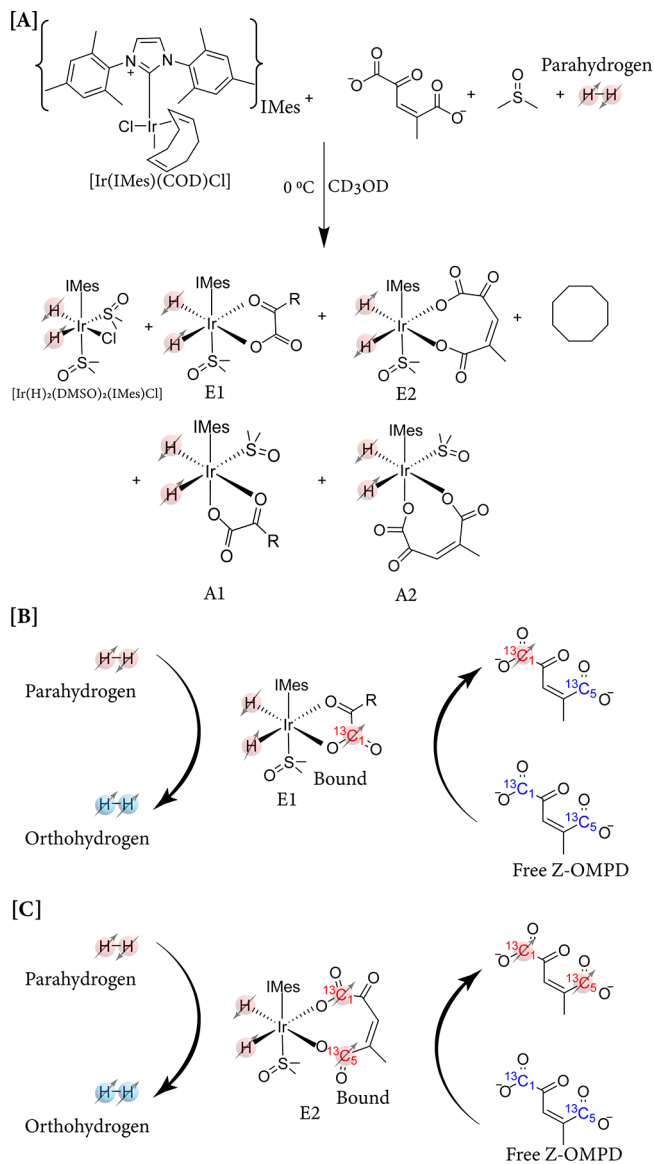 [A]
N N
+
Cl Ir
IMes
[Ir(IMes)(COD)Cl]
+
O
-O O O
O-
+
O
S
+
Parahydrogen
H-H
0 ºC CD₃OD
IMes
H
H
Ir
S O
Cl
O S
[Ir(H)₂(DMSO)₂(IMes)Cl]
+
IMes
H
H
Ir
O R
O O
O S
E1
+
IMes
H
H
Ir
O O O
O
O
O S
E2
+
+
IMes
H
H
Ir
S O
O O
O R
A1
+
IMes
H
H
Ir
S O
O O
O O
O
A2
[B]
H-H
Parahydrogen
H-H
Orthohydrogen
IMes
H
H
Ir
O R
O ¹³C₁ O
O S
E1
Bound
O
-O ¹³C₁ O
O
¹³C₅ O-
O
-O ¹³C₁ O
O
¹³C₅ O-
Free Z-OMPD
[C]
H-H
Parahydrogen
H-H
Orthohydrogen
IMes
H
H
Ir
O O
¹³C₁
O
O ¹³C₅
O
O S
E2
Bound
O
-O ¹³C₁ O
O
¹³C₅ O-
O
-O ¹³C₁ O
O
¹³C₅ O-
Free Z-OMPD